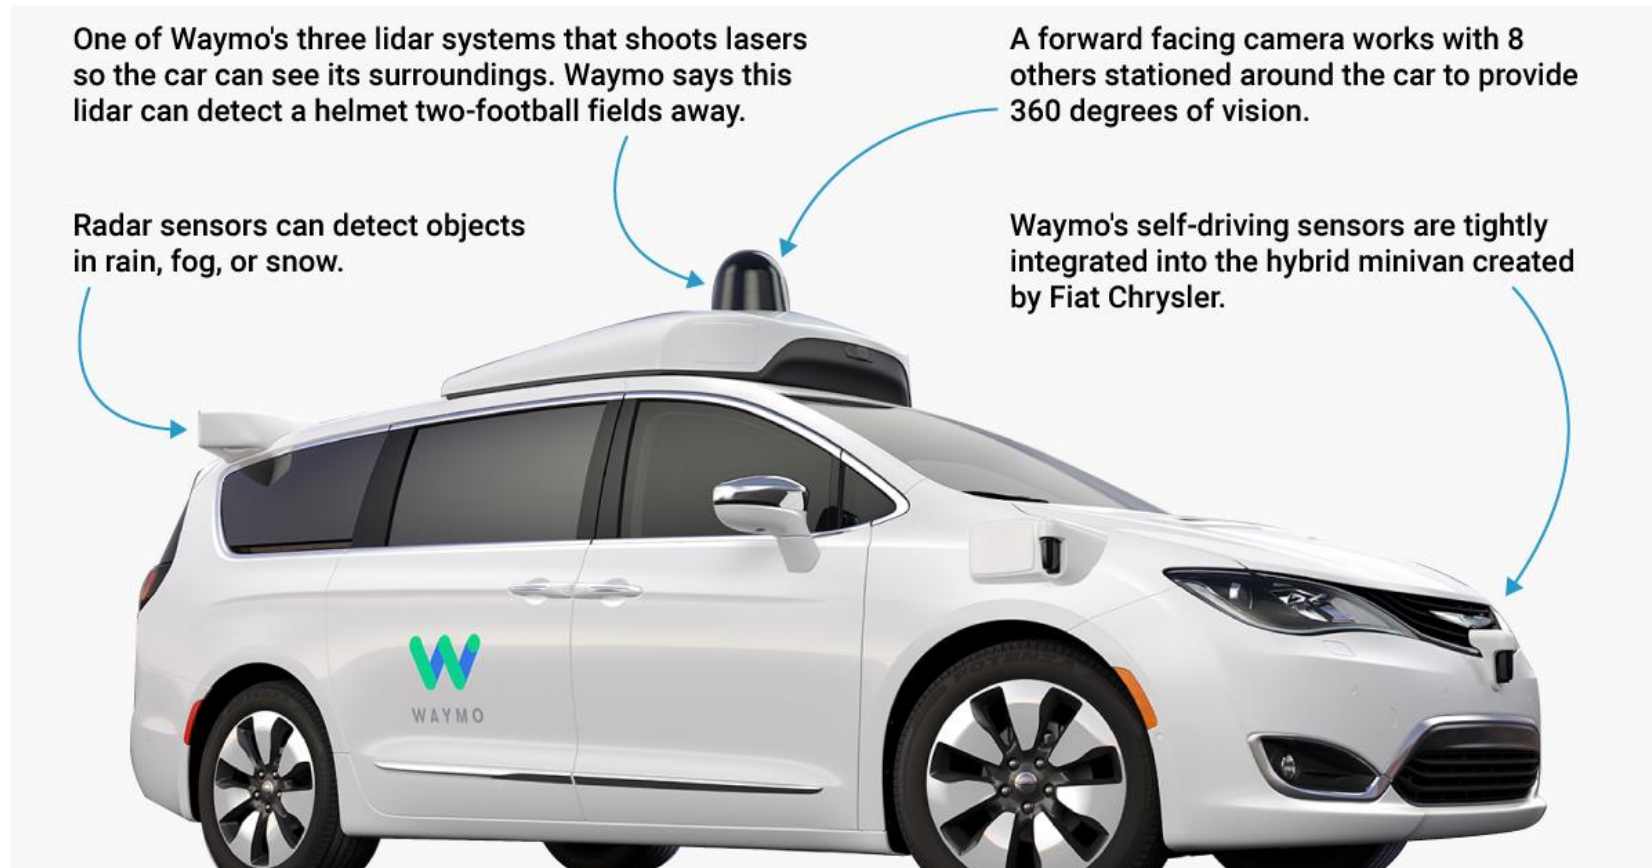 One of Waymo's three lidar systems that shoots lasers
so the car can see its surroundings. Waymo says this
lidar can detect a helmet two-football fields away.
A forward facing camera works with 8
others stationed around the car to provide
360 degrees of vision.
Radar sensors can detect objects
in rain, fog, or snow.
Waymo's self-driving sensors are tightly
integrated into the hybrid minivan created
by Fiat Chrysler.
WAYMO